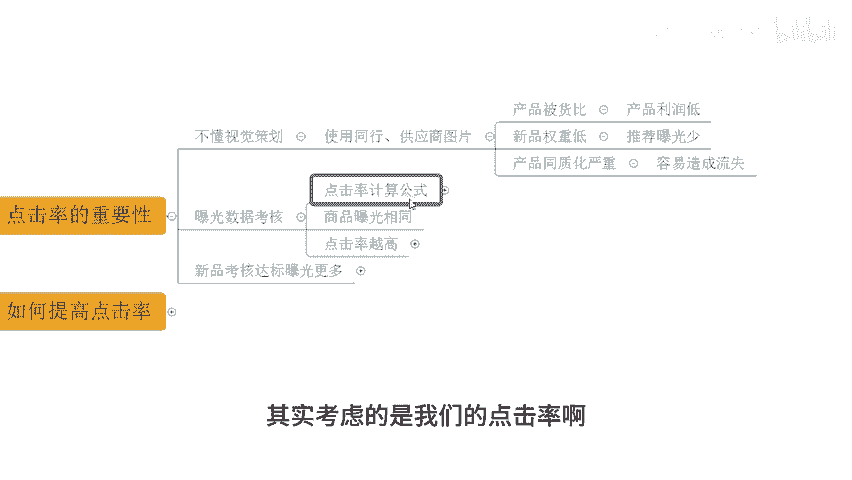 bilibili
产品被货比 产品利润低
不懂视觉策划 使用同行、供应商图片 新品权重低 推荐曝光少
产品同质化严重 容易造成流失
点击率计算公式
点击率的重要性 曝光数据考核 商品曝光相同
点击率越高
新品考核达标曝光更多
如何提高点击率
其实考虑的是我们的点击率啊